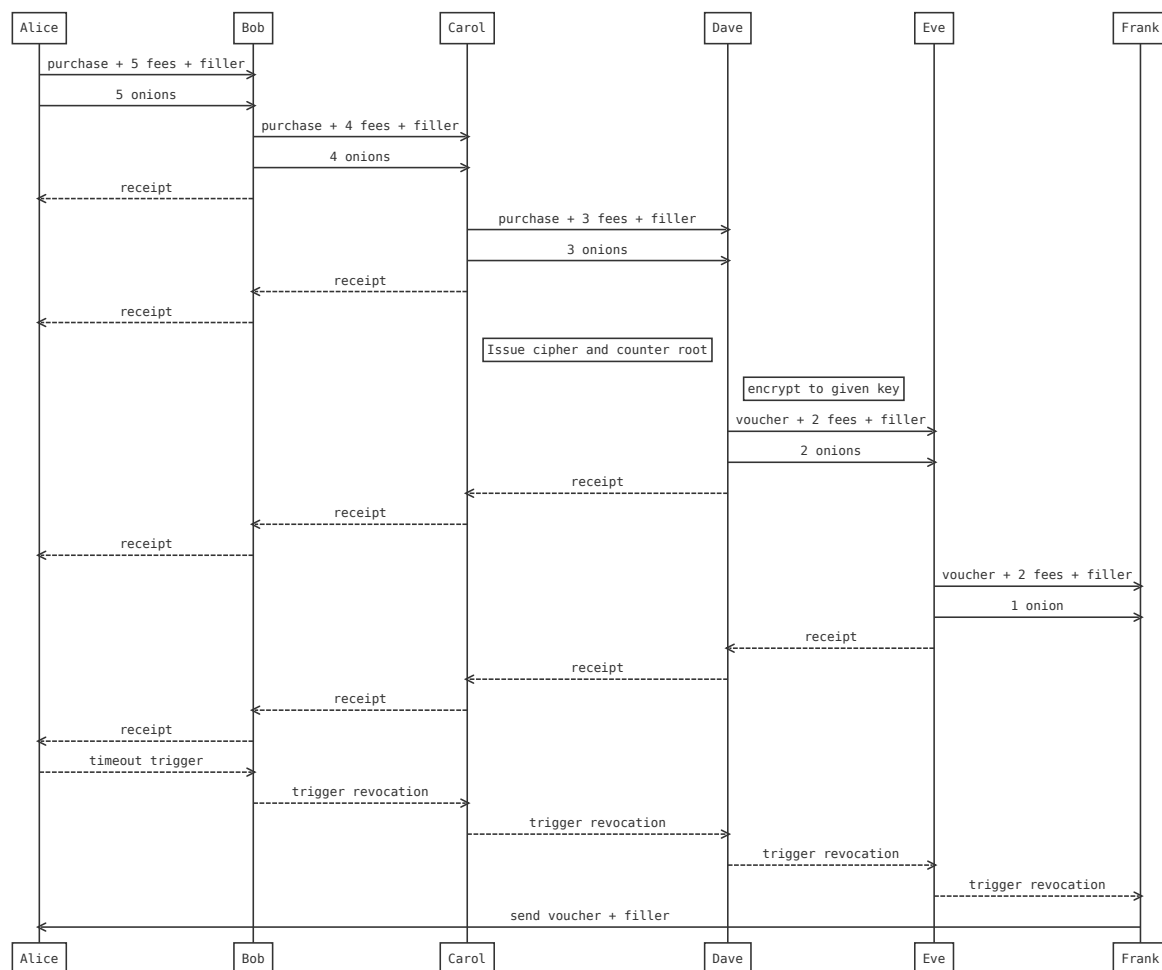 Alice Bob Carol Dave Eve Frank
purchase + 5 fees + filler
5 onions
purchase + 4 fees + filler
4 onions
receipt
purchase + 3 fees + filler
3 onions
receipt
receipt
Issue cipher and counter root
encrypt to given key
voucher + 2 fees + filler
2 onions
receipt
receipt
receipt
voucher + 2 fees + filler
1 onion
receipt
receipt
receipt
receipt
timeout trigger
trigger revocation
trigger revocation
trigger revocation
trigger revocation
send voucher + filler
Alice Bob Carol Dave Eve Frank